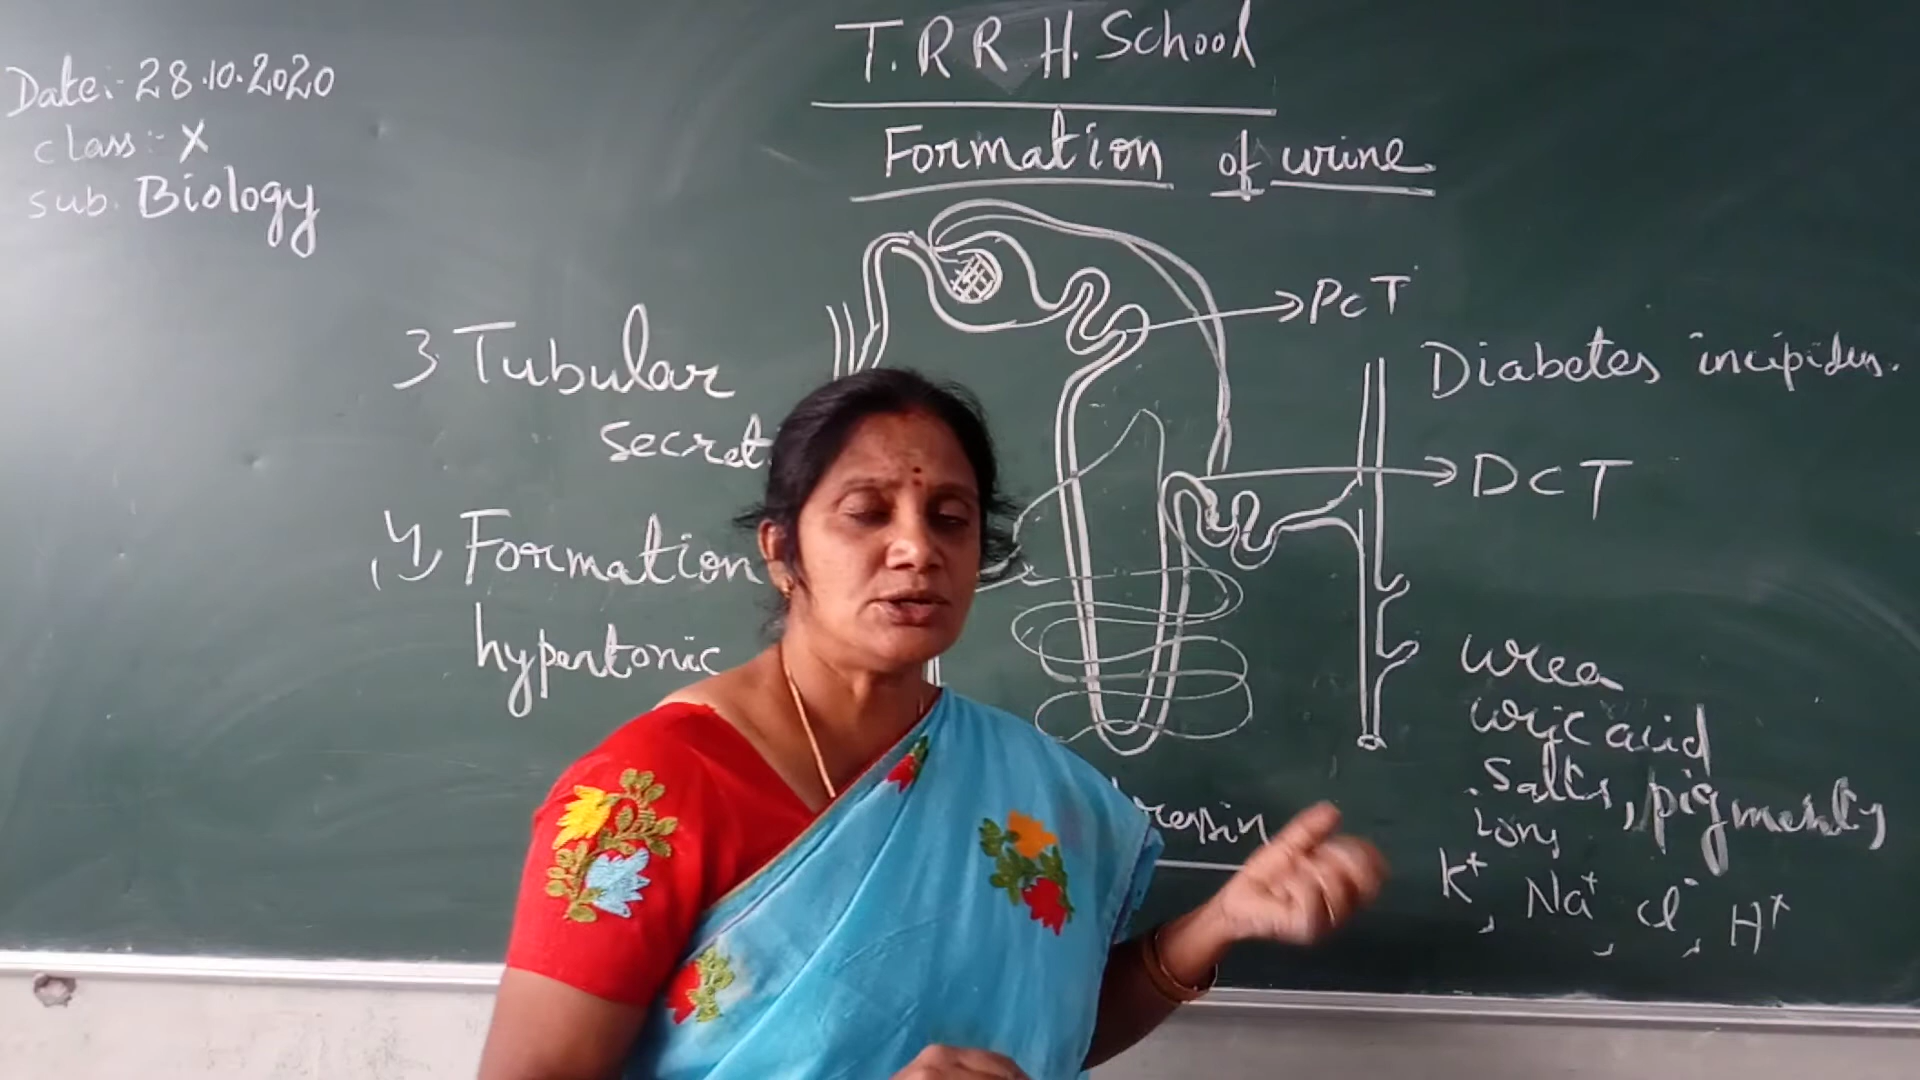 T.R R H. School
Date:- 28.10.2020
class:- X
sub. Biology
Formation of urine
PCT
3. Tubular
secret
Diabetes incipidus.
DCT
4) Formation
hypertonic
urea
uric acid
salts, pigments
ions
K+, Na+, Cl-, H+
ressin